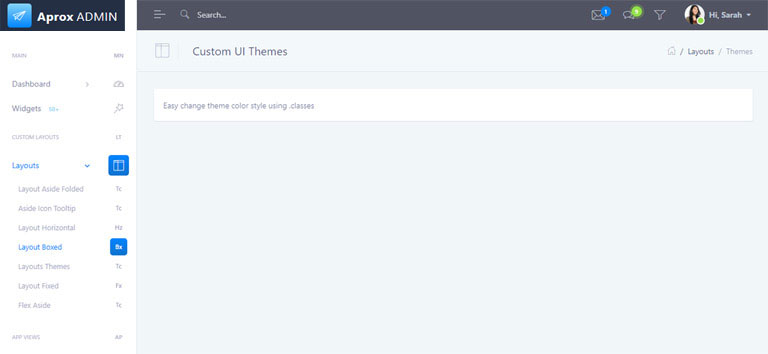 Aprox ADMIN
Search...
1
Hi, Sarah
MAIN
MN
Custom UI Themes
/ Layouts / Themes
Dashboard
Widgets
Easy change theme color style using .classes
CUSTOM LAYOUTS
LT
Layouts
Layout Aside Folded
Tc
Aside Icon Tooltip
Tc
Layout Horizontal
Hz
Layout Boxed
Bx
Layouts Themes
Tc
Layout Fixed
Fx
Flex Aside
Tc
APP VIEWS
AP